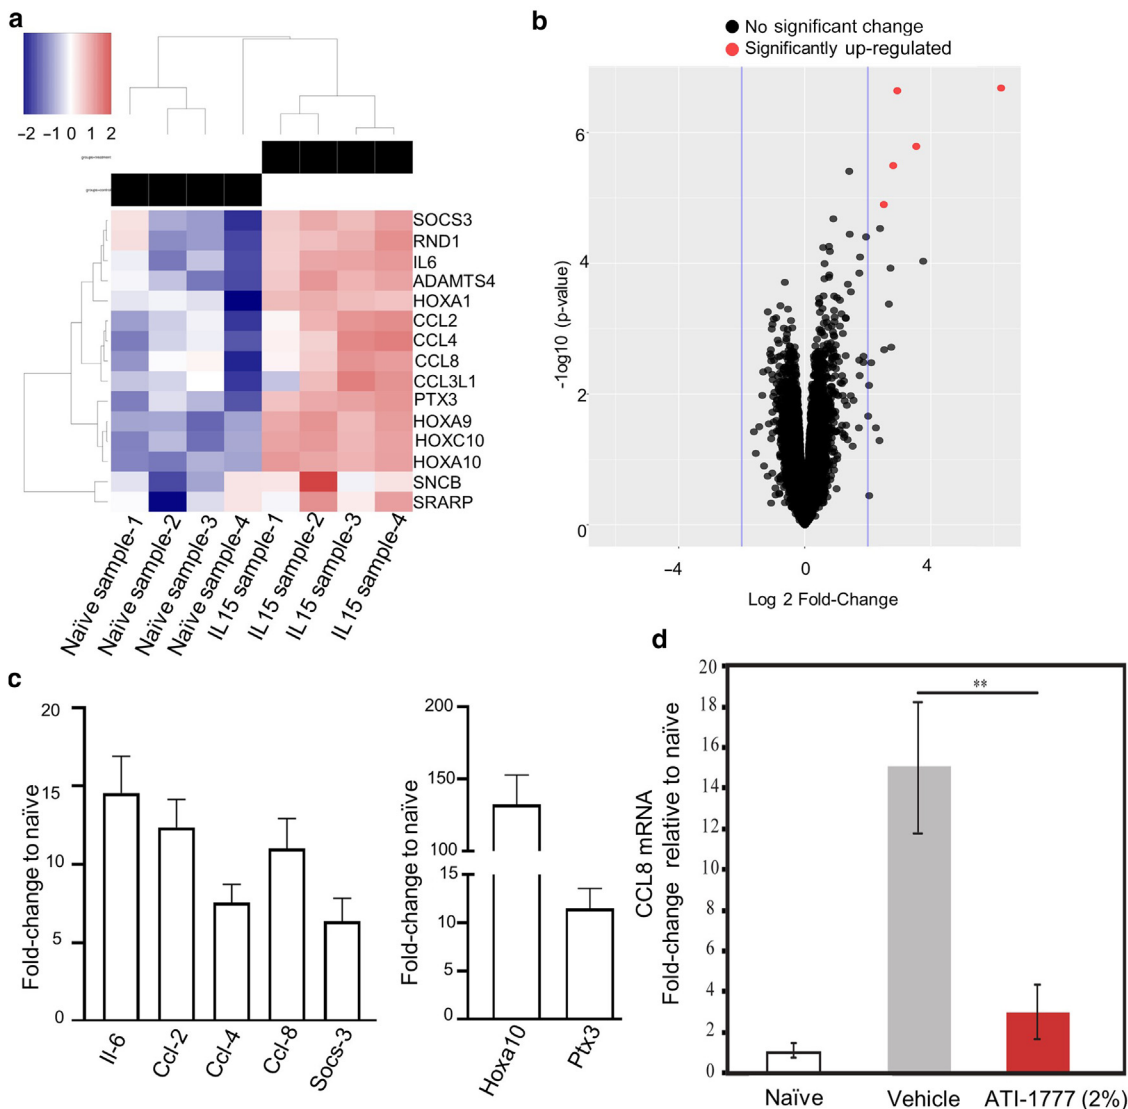 a
−2 −1 0 1 2
SOCS3
RND1
IL6
ADAMTS4
HOXA1
CCL2
CCL4
CCL8
CCL3L1
PTX3
HOXA9
HOXC10
HOXA10
SNCB
SRARP
Naïve sample-1
Naïve sample-2
Naïve sample-3
Naïve sample-4
IL15 sample-1
IL15 sample-2
IL15 sample-3
IL15 sample-4
b
No significant change
Significantly up-regulated
-log10 (p-value)
6
4
2
0
−4 0 4
Log 2 Fold-Change
c
Fold-change to naïve
20
15
10
5
0
Il-6
Ccl-2
Ccl-4
Ccl-8
Socs-3
Fold-change to naïve
200
150
100
15
10
5
0
Hoxa10
Ptx3
d
CCL8 mRNA
Fold-change relative to naïve
20
18
16
14
12
10
8
6
4
2
0
**
Naïve
Vehicle
ATI-1777 (2%)